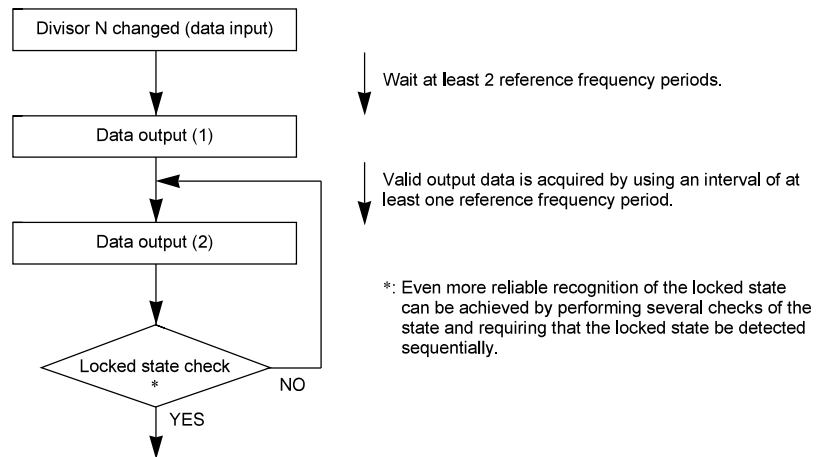 Divisor N changed (data input)
Wait at least 2 reference frequency periods.
Data output (1)
Valid output data is acquired by using an interval of at
least one reference frequency period.
Data output (2)
*: Even more reliable recognition of the locked state
can be achieved by performing several checks of the
state and requiring that the locked state be detected
sequentially.
Locked state check
*
NO
YES